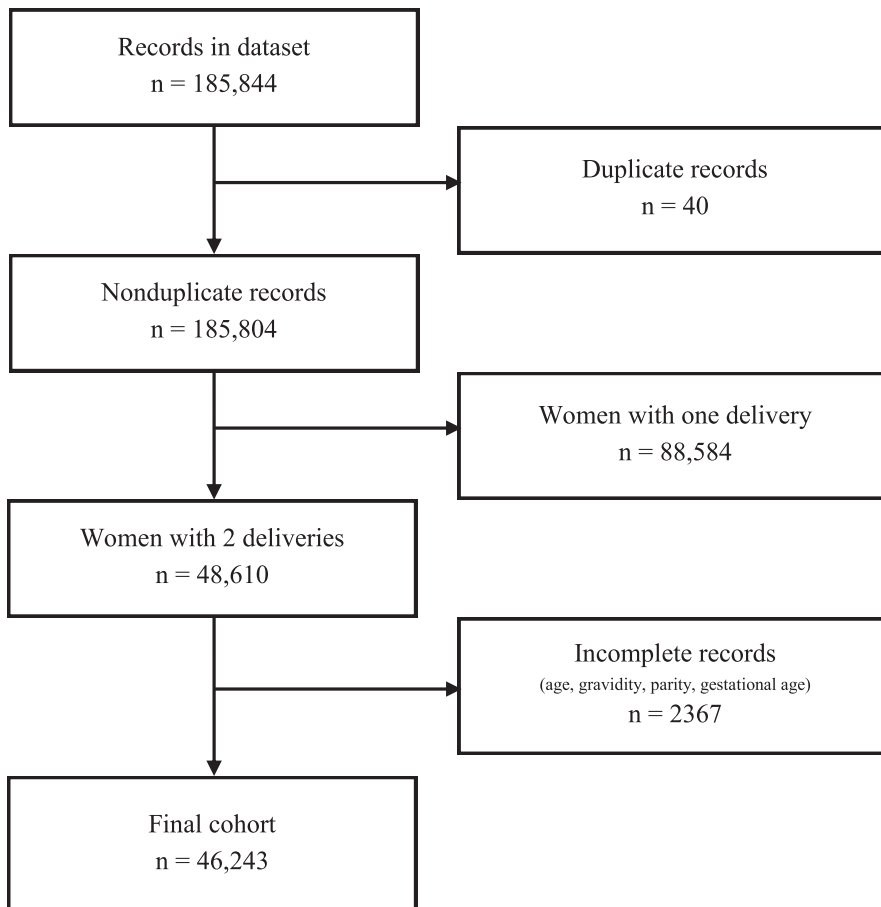 Records in dataset
n = 185,844
Duplicate records
n = 40
Nonduplicate records
n = 185,804
Women with one delivery
n = 88,584
Women with 2 deliveries
n = 48,610
Incomplete records
(age, gravidity, parity, gestational age)
n = 2367
Final cohort
n = 46,243